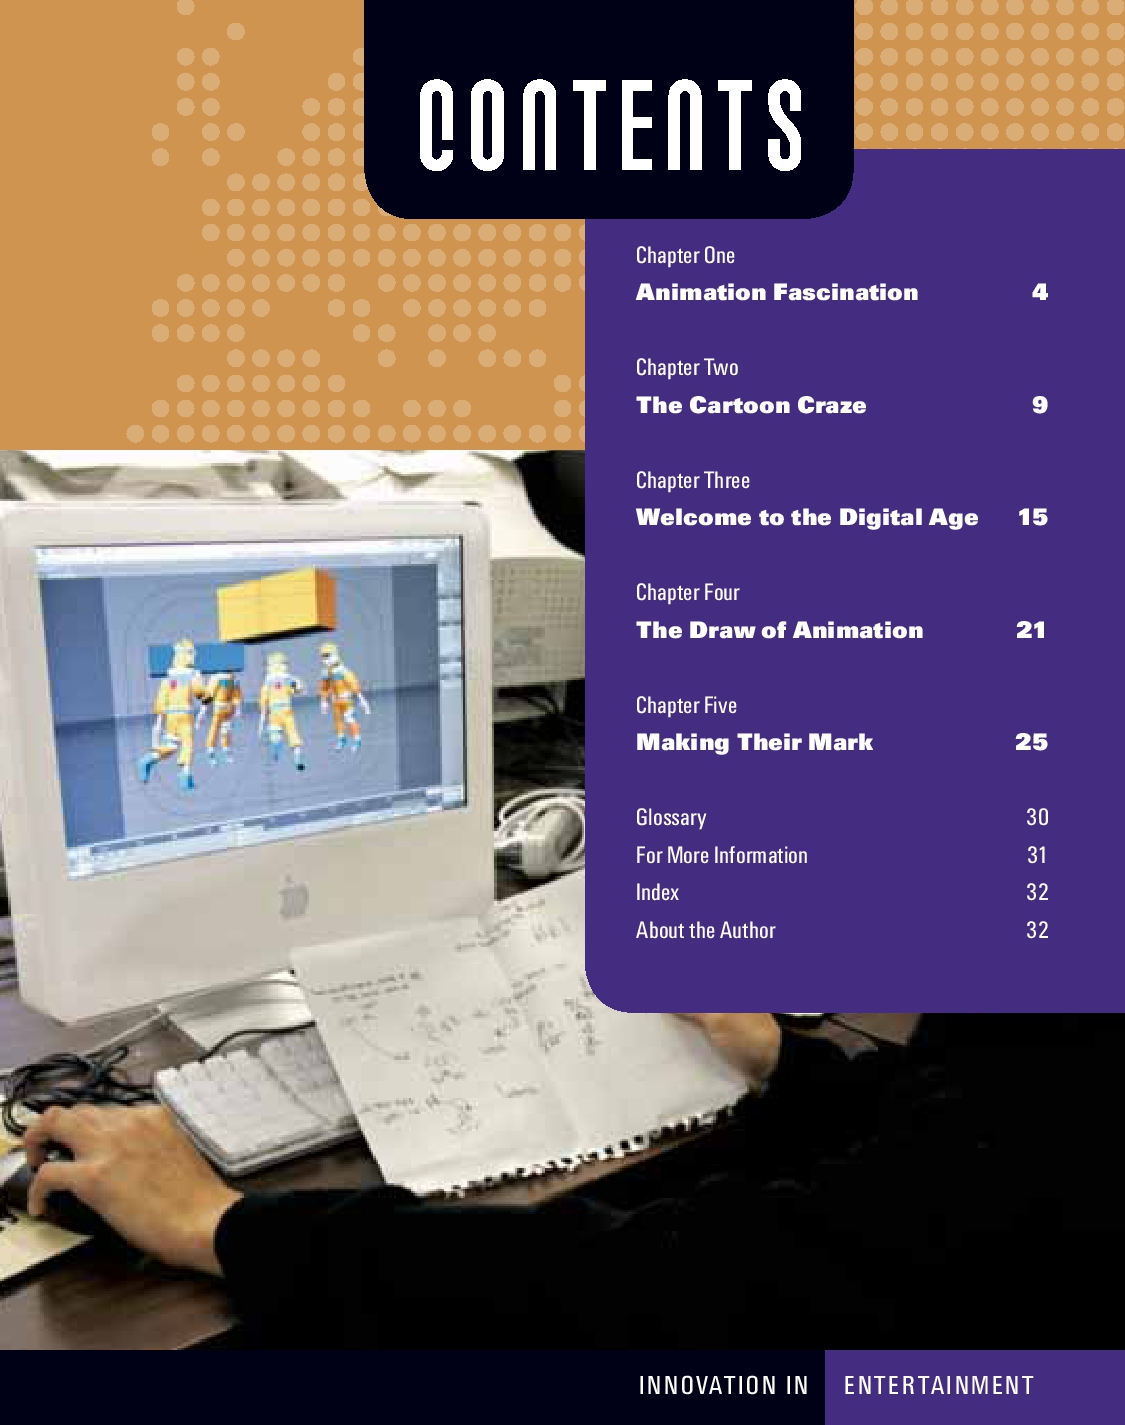 CONTENTS
Chapter One
Animation Fascination 4
Chapter Two
The Cartoon Craze 9
Chapter Three
Welcome to the Digital Age 15
Chapter Four
The Draw of Animation 21
Chapter Five
Making Their Mark 25
Glossary 30
For More Information 31
Index 32
About the Author 32
INNOVATION IN ENTERTAINMENT